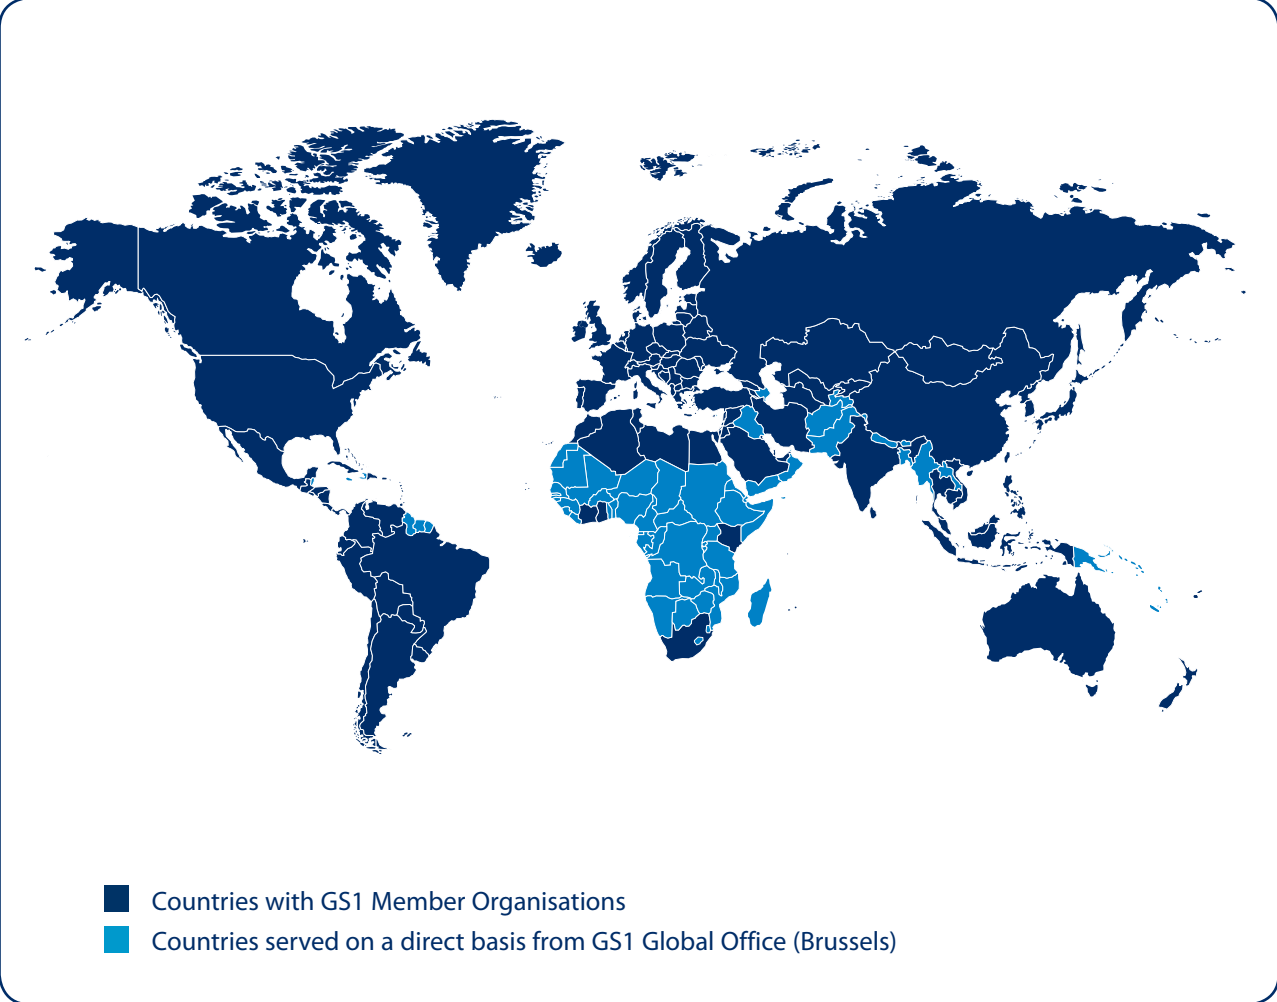 Countries with GS1 Member Organisations
Countries served on a direct basis from GS1 Global Office (Brussels)